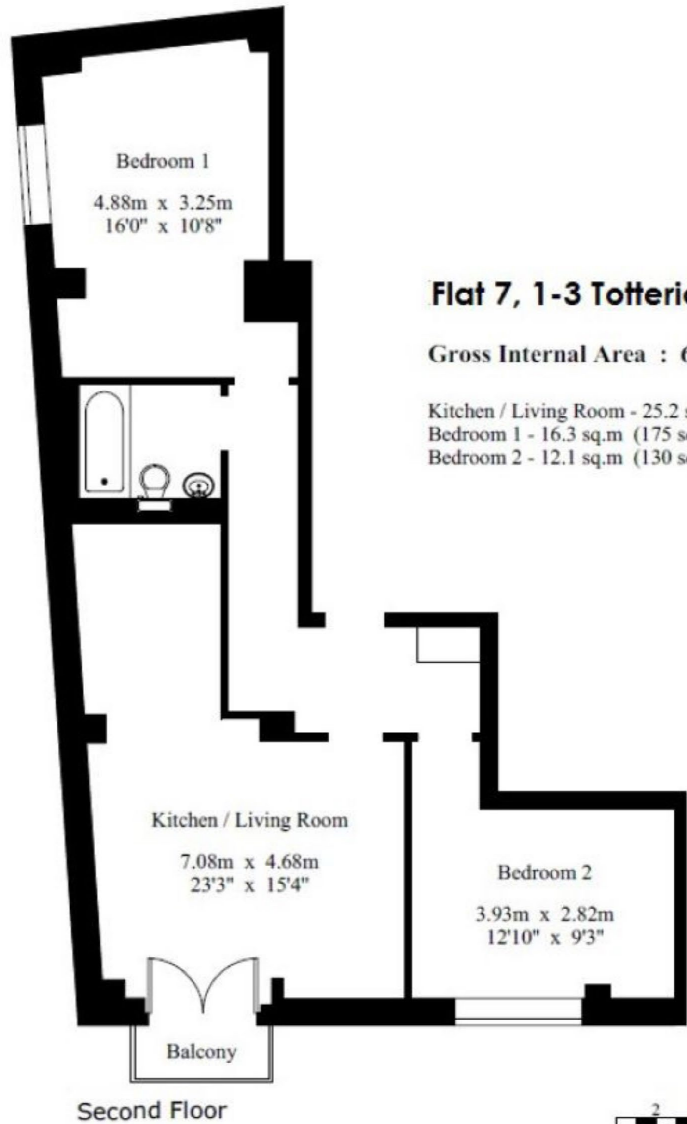 Bedroom 1
4.88m x 3.25m
16'0" x 10'8"
Flat 7, 1-3
Gross Internal Area :
Kitchen / Living Room - 25.2
Bedroom 1 - 16.3 sq.m (175
Bedroom 2 - 12.1 sq.m (130
Kitchen / Living Room
7.08m x 4.68m
23'3" x 15'4"
Bedroom 2
3.93m x 2.82m
12'10" x 9'3"
Balcony
Second Floor
2